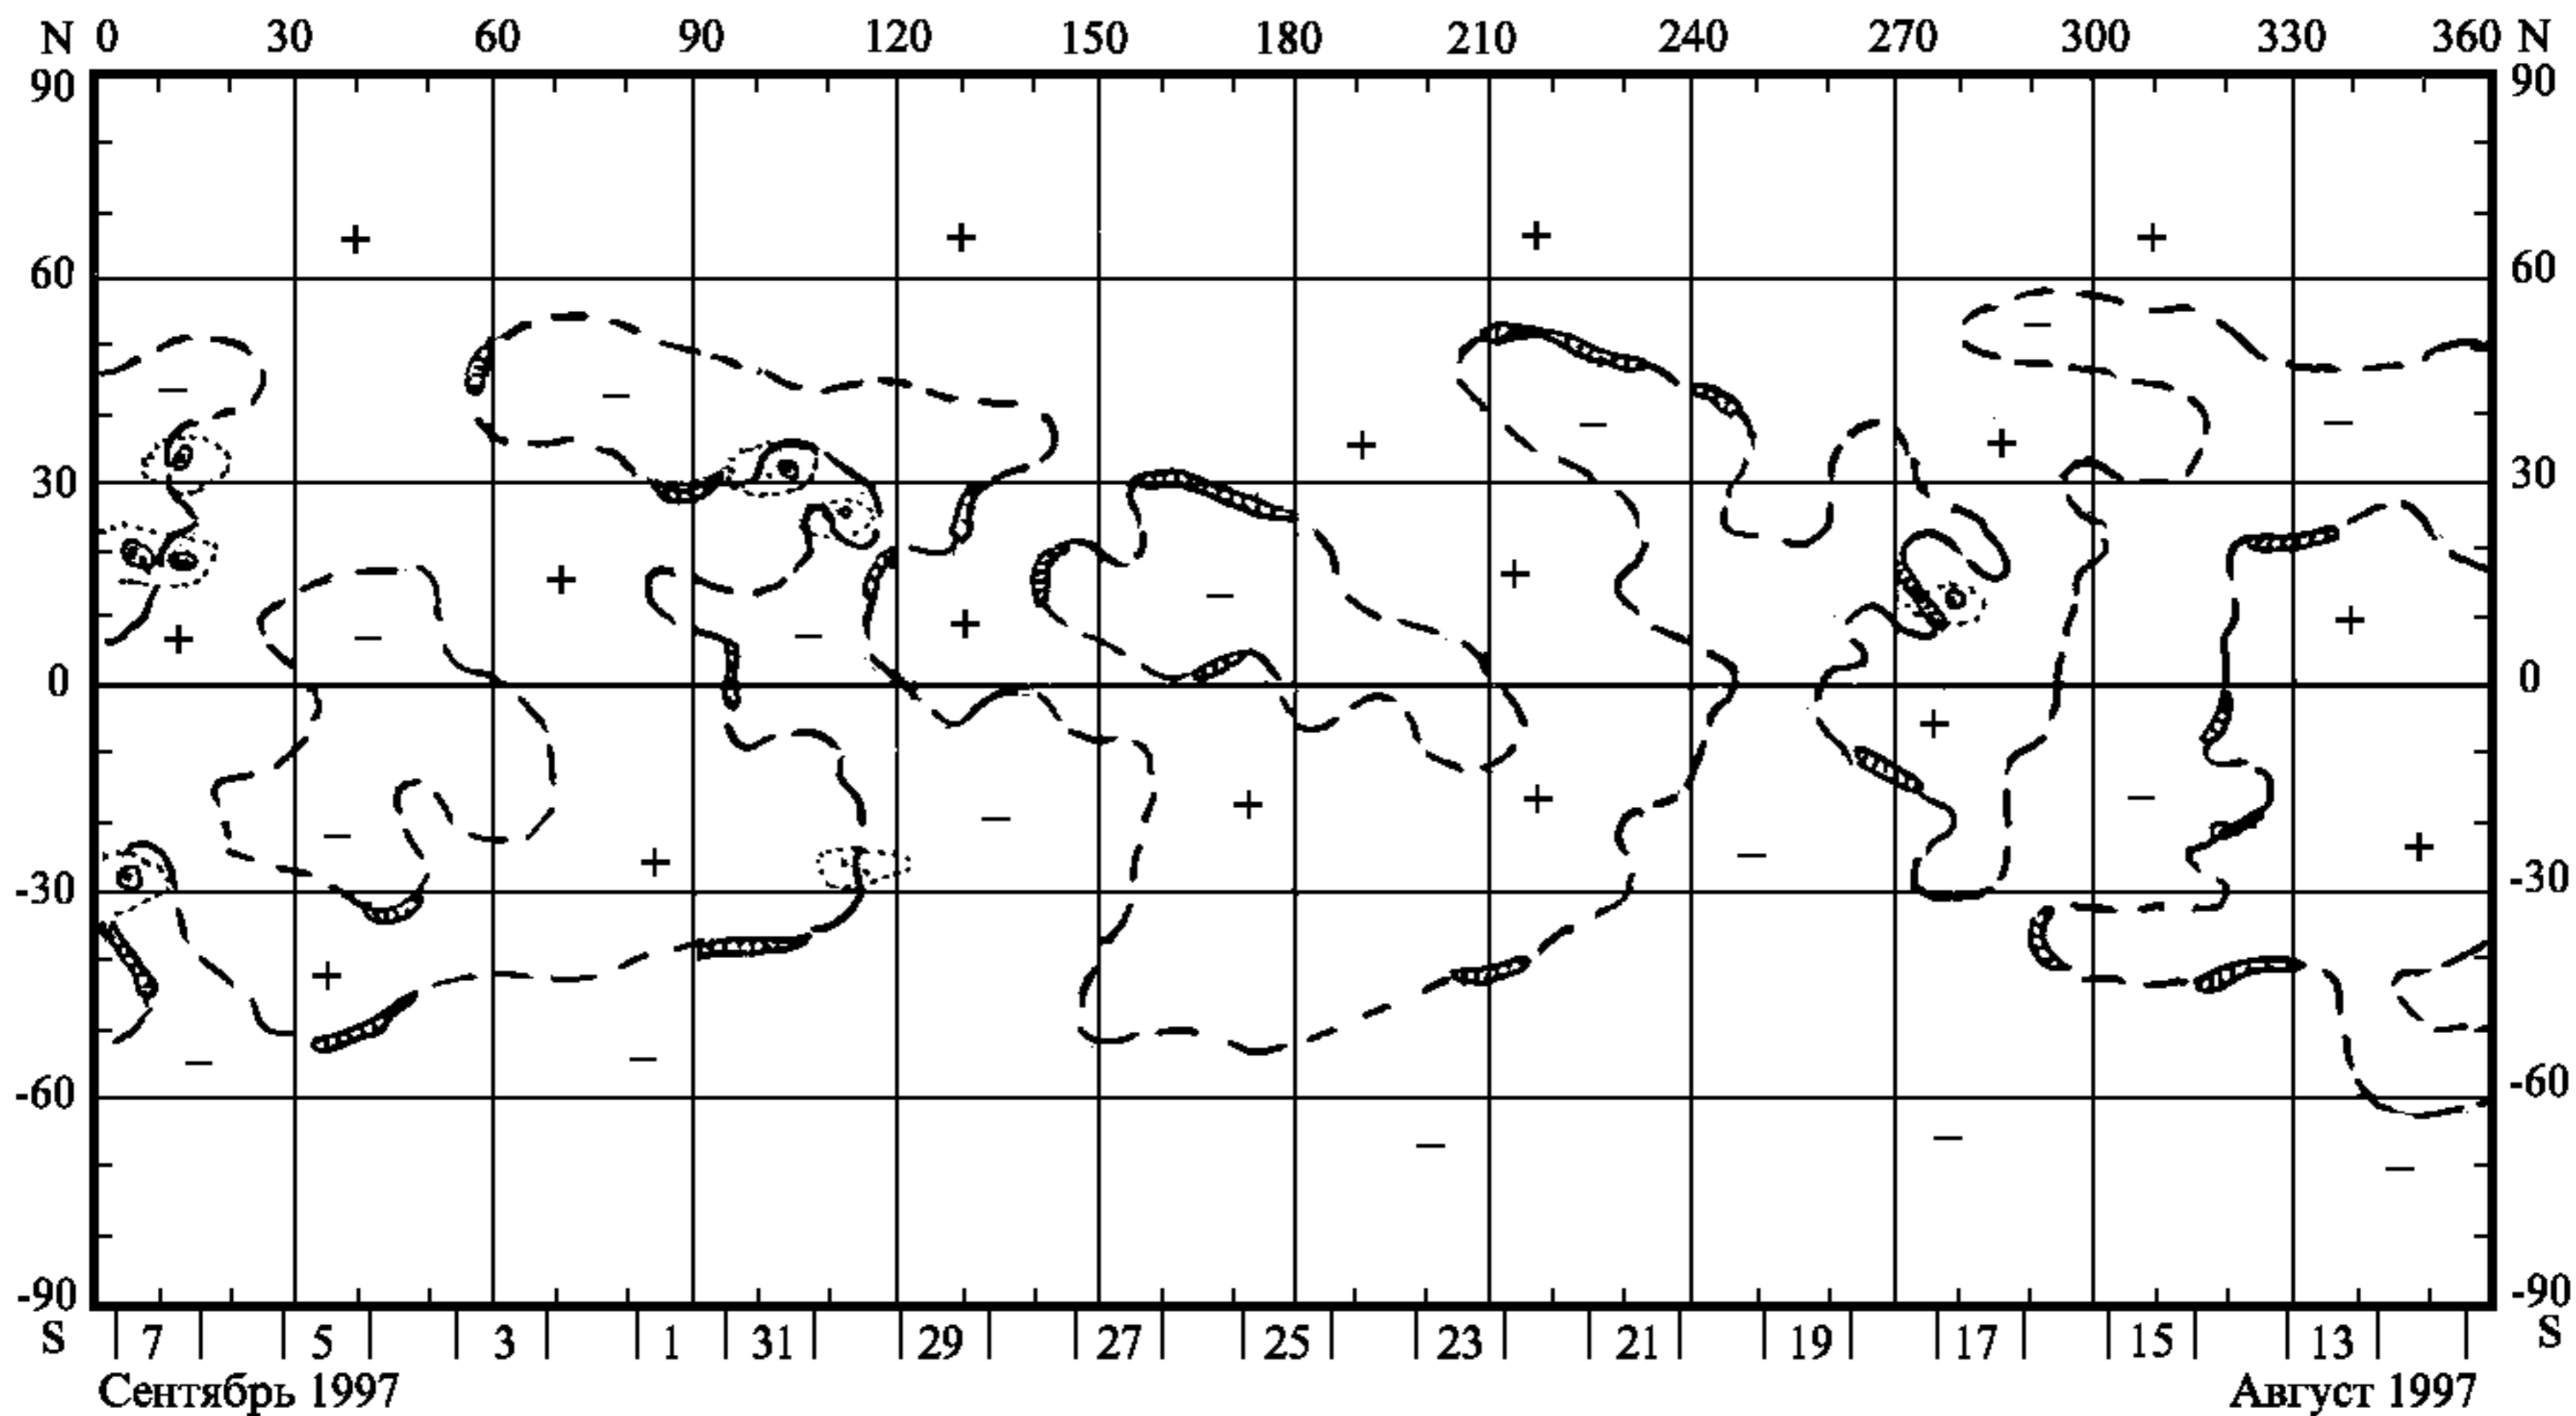 N 0 30 60 90 120 150 180 210 240 270 300 330 360 N
90 90
+ + + +
60 60
−
− + −
− − + −
30 30
+ + − +
+ − − + −
0 0
+
− + + −
− − + − +
-30 -30
+
− −
-60 -60
− − −
-90 -90
S | 7 | | 5 | | 3 | | 1 | 31 | | 29 | | 27 | | 25 | | 23 | | 21 | | 19 | | 17 | | 15 | | 13 | | S
Сентябрь 1997 Август 1997